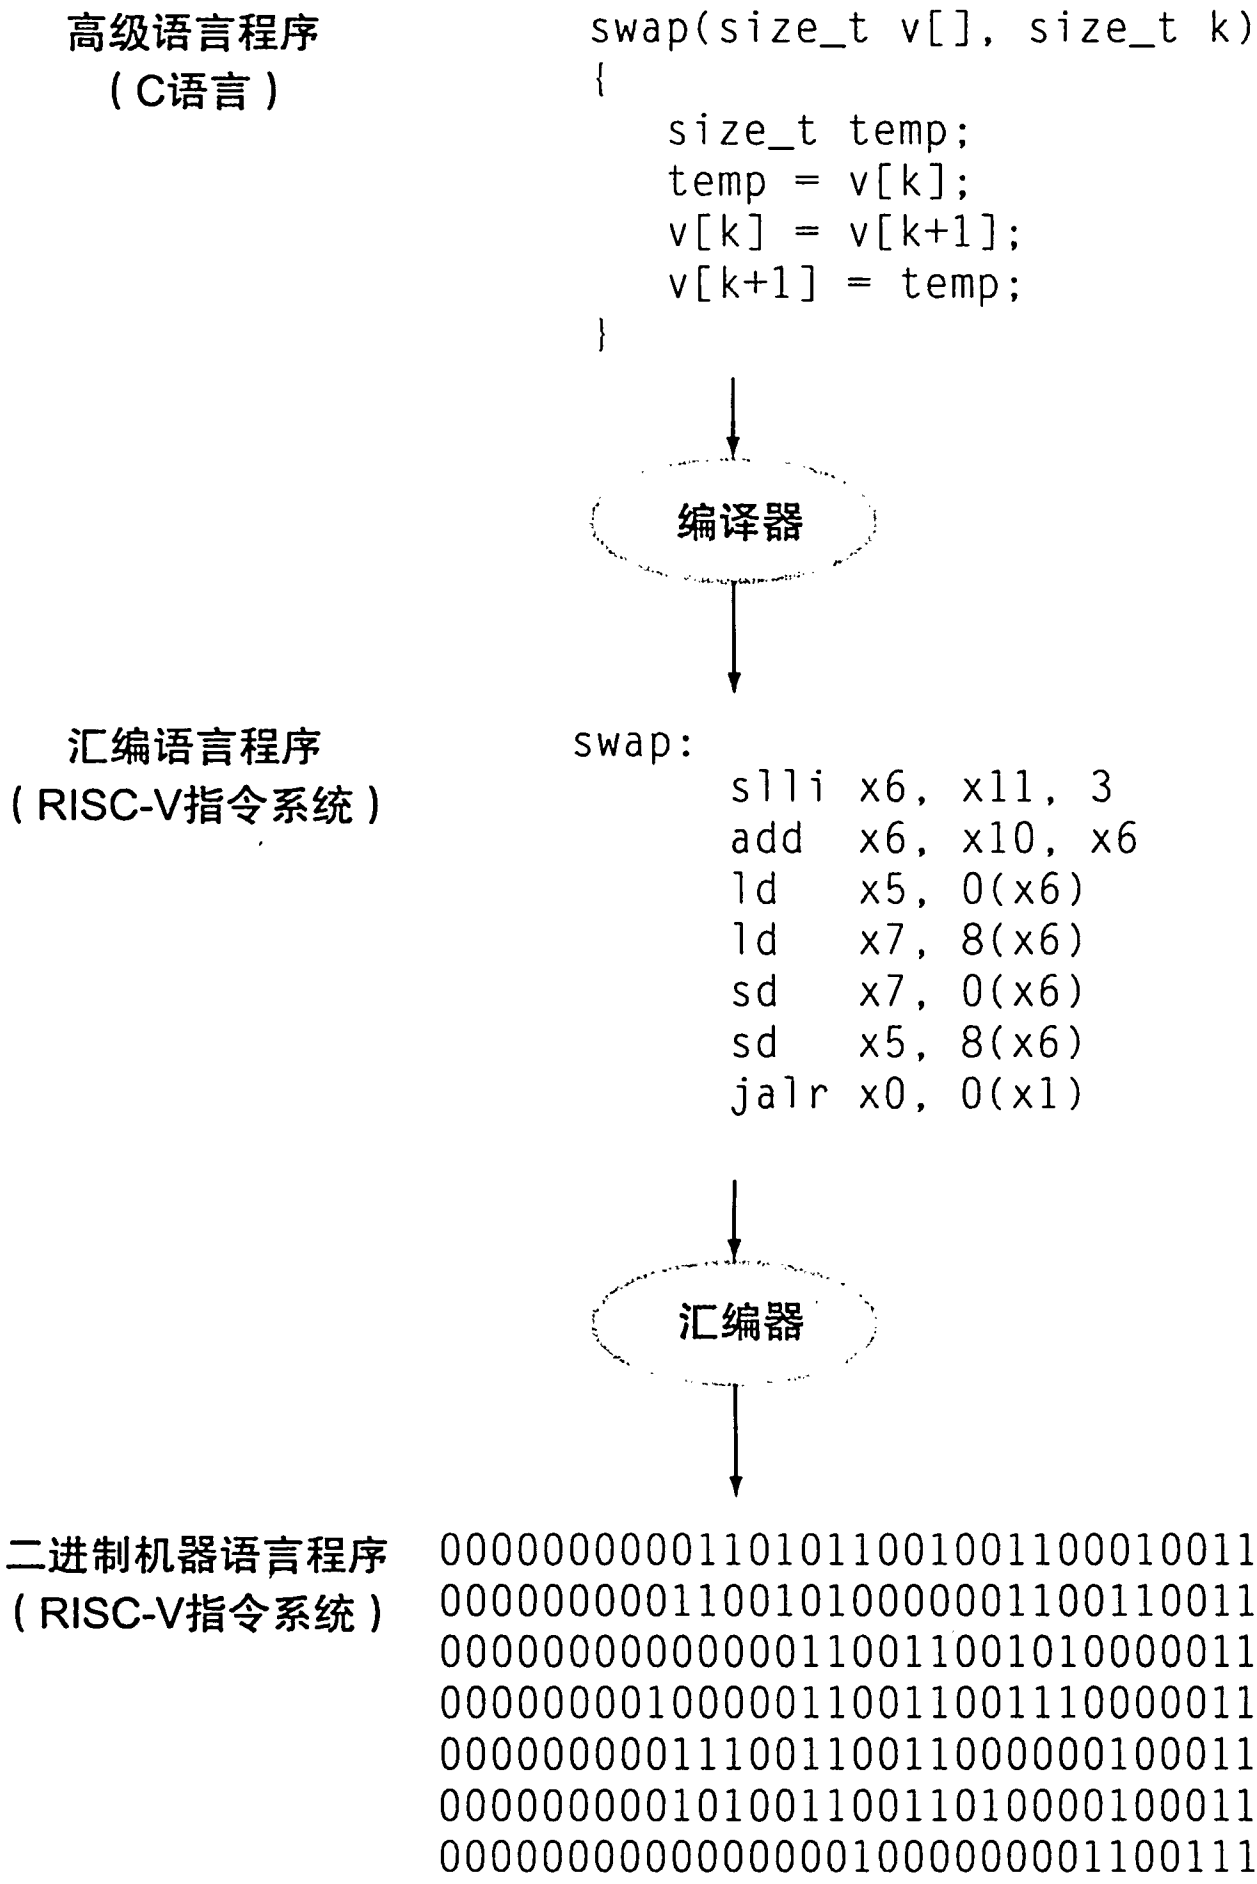 高级语言程序
（C语言）
swap(size_t v[], size_t k)
{
size_t temp;
temp = v[k];
v[k] = v[k+1];
v[k+1] = temp;
}
编译器
汇编语言程序
（RISC-V指令系统）
swap:
slli x6, x11, 3
add x6, x10, x6
ld x5, 0(x6)
ld x7, 8(x6)
sd x7, 0(x6)
sd x5, 8(x6)
jalr x0, 0(x1)
汇编器
二进制机器语言程序
（RISC-V指令系统）
00000000001101011001001100010011
00000000011001010000001100110011
00000000000000110011001010000011
00000000100000110011001110000011
00000000011100110011000000100011
00000000010100110011010000100011
00000000000000001000000001100111